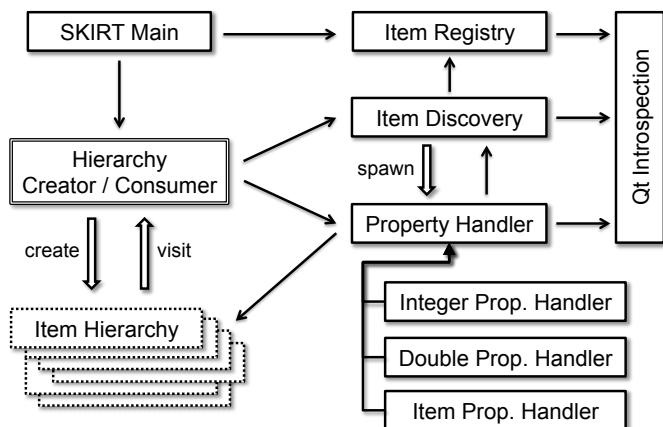 SKIRT Main
Item Registry
Item Discovery
Qt Introspection
Hierarchy
Creator / Consumer
spawn
Property Handler
create
visit
Item Hierarchy
Integer Prop. Handler
Double Prop. Handler
Item Prop. Handler